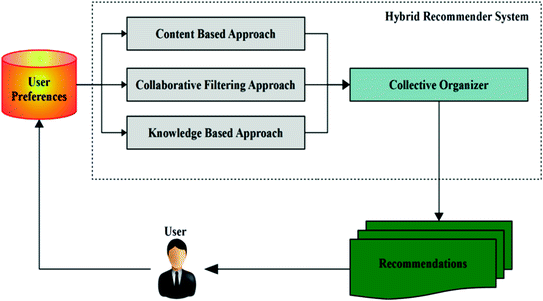 Hybrid Recommender System
Content Based Approach
User
Preferences
Collaborative Filtering Approach
Collective Organizer
Knowledge Based Approach
User
Recommendations